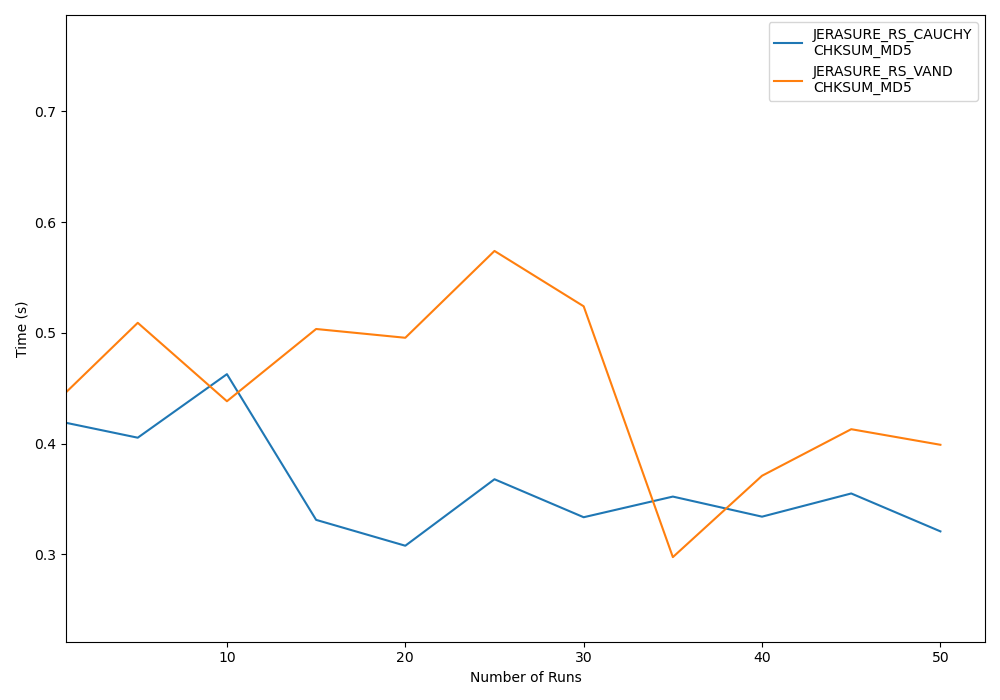 JERASURE_RS_CAUCHY
CHKSUM_MD5
JERASURE_RS_VAND
CHKSUM_MD5
0.7
0.6
0.5
0.4
0.3
Time (s)
10 20 30 40 50
Number of Runs